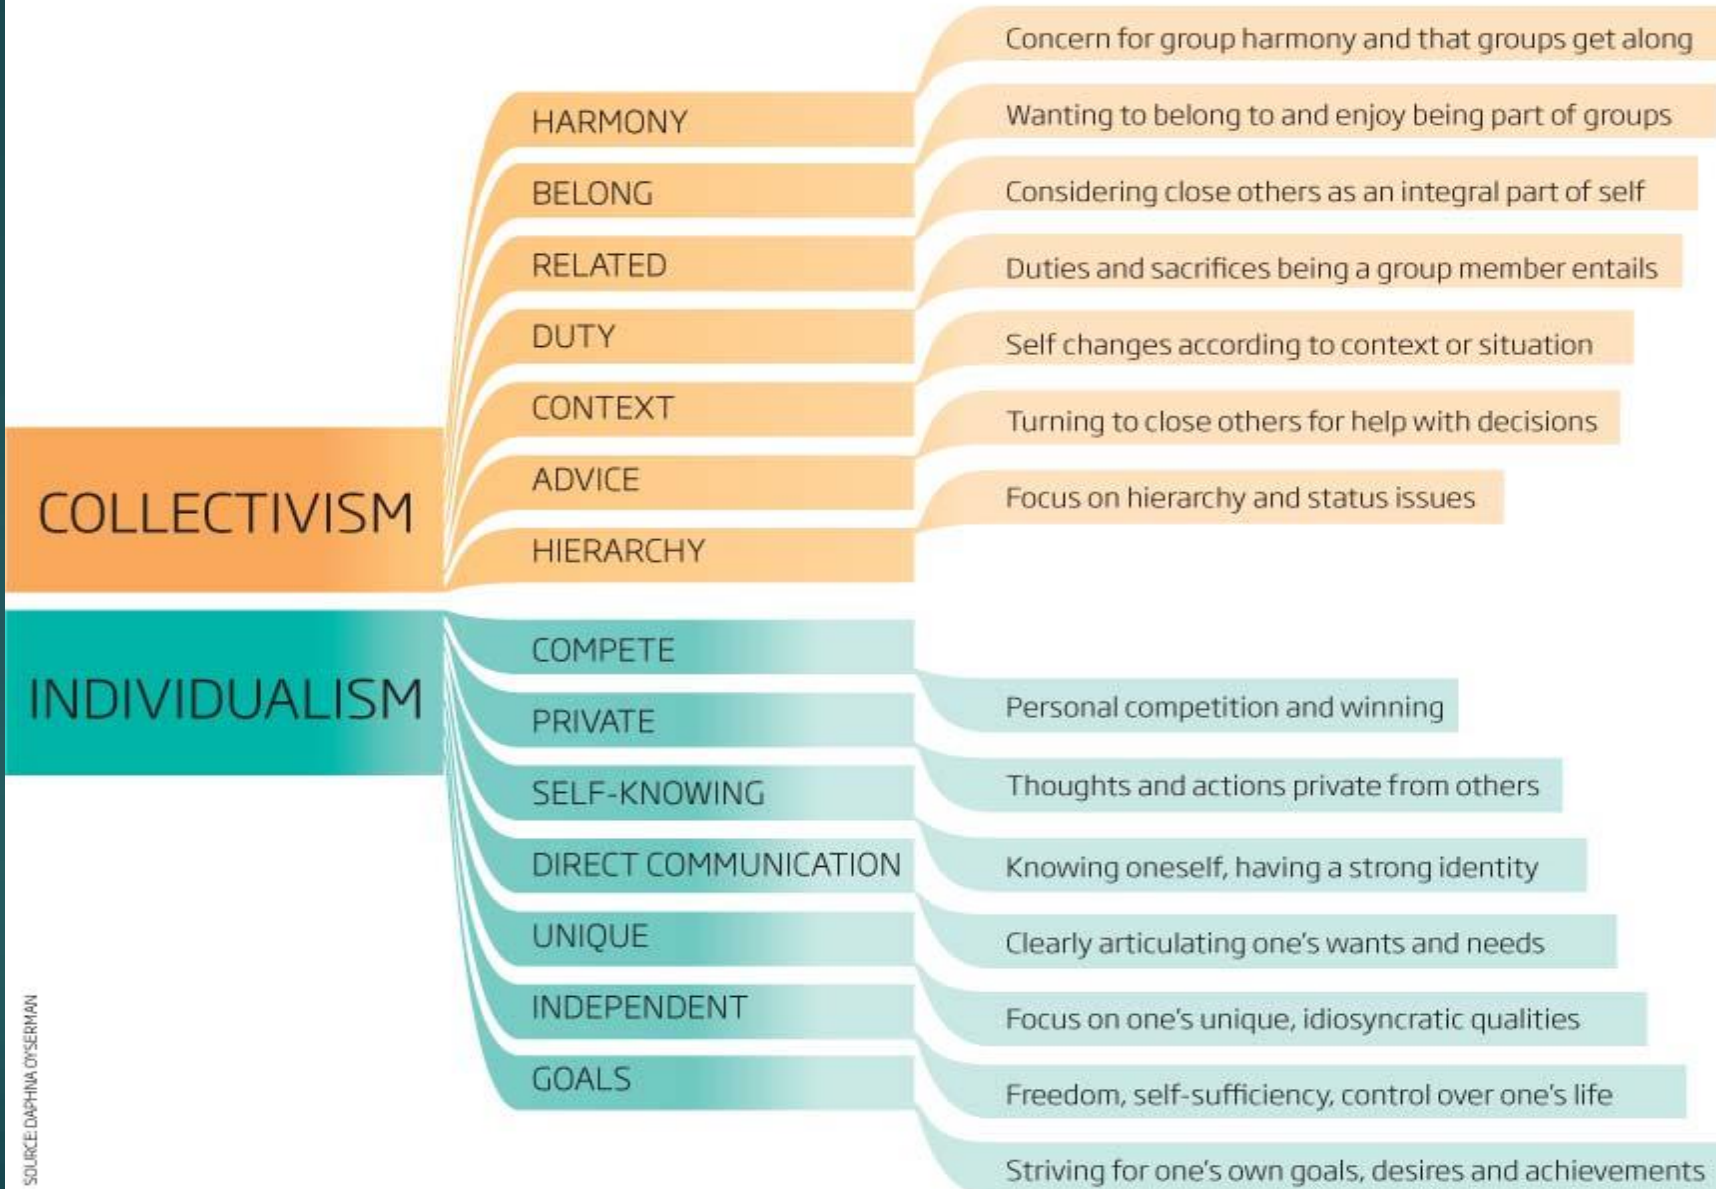 COLLECTIVISM
HARMONY
BELONG
RELATED
DUTY
CONTEXT
ADVICE
HIERARCHY
Concern for group harmony and that groups get along
Wanting to belong to and enjoy being part of groups
Considering close others as an integral part of self
Duties and sacrifices being a group member entails
Self changes according to context or situation
Turning to close others for help with decisions
Focus on hierarchy and status issues
INDIVIDUALISM
COMPETE
PRIVATE
SELF-KNOWING
DIRECT COMMUNICATION
UNIQUE
INDEPENDENT
GOALS
Personal competition and winning
Thoughts and actions private from others
Knowing oneself, having a strong identity
Clearly articulating one's wants and needs
Focus on one's unique, idiosyncratic qualities
Freedom, self-sufficiency, control over one's life
Striving for one's own goals, desires and achievements
SOURCE: DAPHNA OYSERMAN